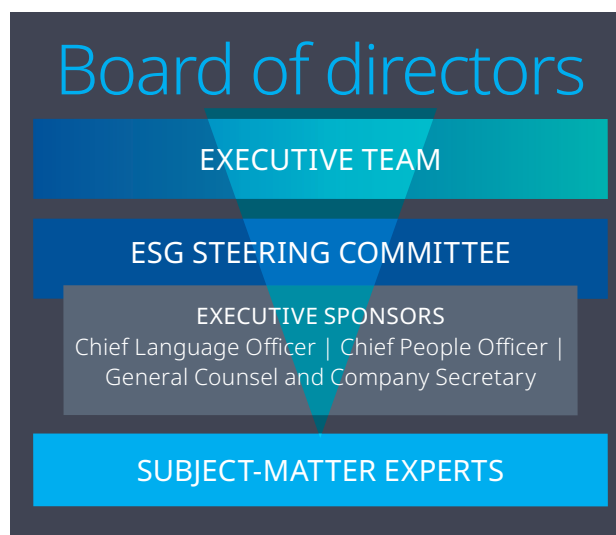 Board of directors
EXECUTIVE TEAM
ESG STEERING COMMITTEE
EXECUTIVE SPONSORS
Chief Language Officer | Chief People Officer |
General Counsel and Company Secretary
SUBJECT-MATTER EXPERTS